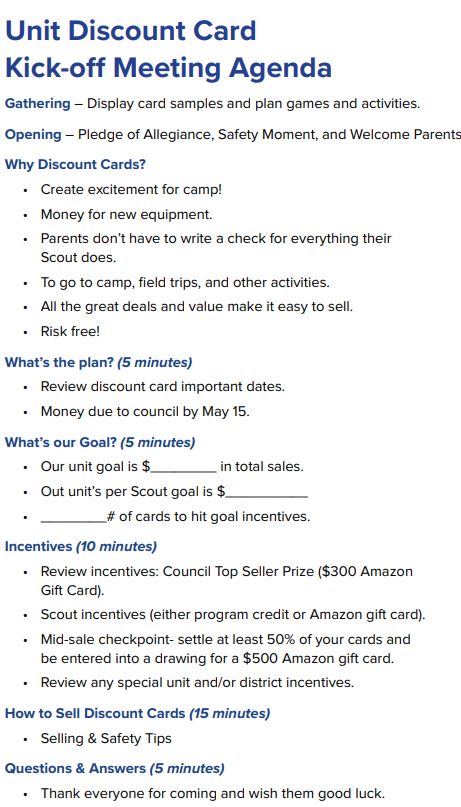 Unit Discount Card
Kick-off Meeting Agenda
Gathering – Display card samples and plan games and activities.
Opening – Pledge of Allegiance, Safety Moment, and Welcome Parents
Why Discount Cards?
• Create excitement for camp!
• Money for new equipment.
• Parents don’t have to write a check for everything their
Scout does.
• To go to camp, field trips, and other activities.
• All the great deals and value make it easy to sell.
• Risk free!
What’s the plan? (5 minutes)
• Review discount card important dates.
• Money due to council by May 15.
What’s our Goal? (5 minutes)
• Our unit goal is $________ in total sales.
• Out unit’s per Scout goal is $__________
• ________# of cards to hit goal incentives.
Incentives (10 minutes)
• Review incentives: Council Top Seller Prize ($300 Amazon
Gift Card).
• Scout incentives (either program credit or Amazon gift card).
• Mid-sale checkpoint- settle at least 50% of your cards and
be entered into a drawing for a $500 Amazon gift card.
• Review any special unit and/or district incentives.
How to Sell Discount Cards (15 minutes)
• Selling & Safety Tips
Questions & Answers (5 minutes)
• Thank everyone for coming and wish them good luck.